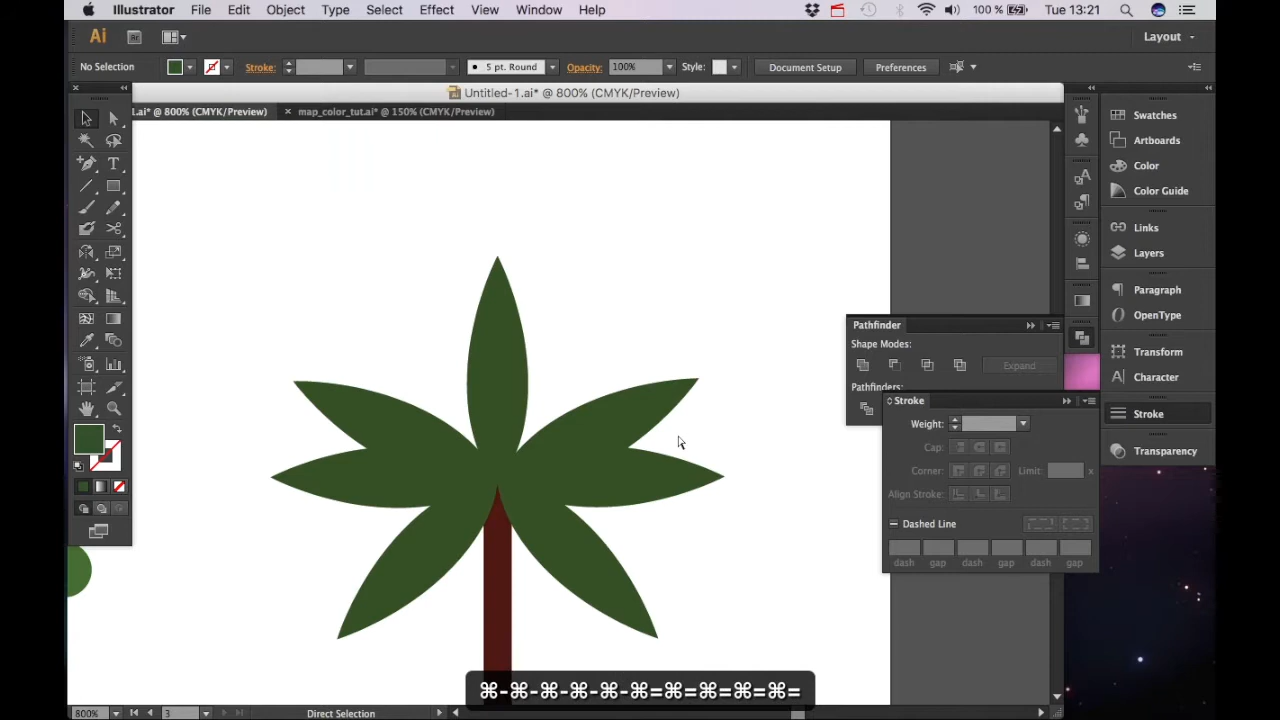 Illustrator File Edit Object Type Select Effect View Window Help 100 % Tue 13:21
Ai Br Layout
No Selection Stroke: 5 pt. Round Opacity: 100% Style: Document Setup Preferences
Untitled-1.ai* @ 800% (CMYK/Preview)
1.ai* @ 800% (CMYK/Preview) × map_color_tut.ai* @ 150% (CMYK/Preview)
Swatches
Artboards
Color
Color Guide
Links
Layers
Paragraph
OpenType
Transform
Character
Stroke
Transparency
Pathfinder
Shape Modes:
Expand
Pathfinders:
Stroke
Weight:
Cap:
Corner: Limit: x
Align Stroke:
Dashed Line
dash gap dash gap dash gap
⌘-⌘-⌘-⌘-⌘-⌘=⌘=⌘=⌘=⌘=
800% 3 Direct Selection